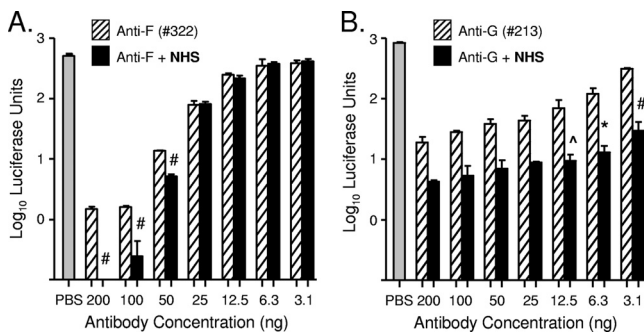 A.
Anti-F (#322)
Anti-F + NHS
Log10 Luciferase Units
3
2
1
0
#
#
#
PBS 200 100 50 25 12.5 6.3 3.1
Antibody Concentration (ng)
B.
Anti-G (#213)
Anti-G + NHS
Log10 Luciferase Units
3
2
1
0
^
*
#
PBS 200 100 50 25 12.5 6.3 3.1
Antibody Concentration (ng)